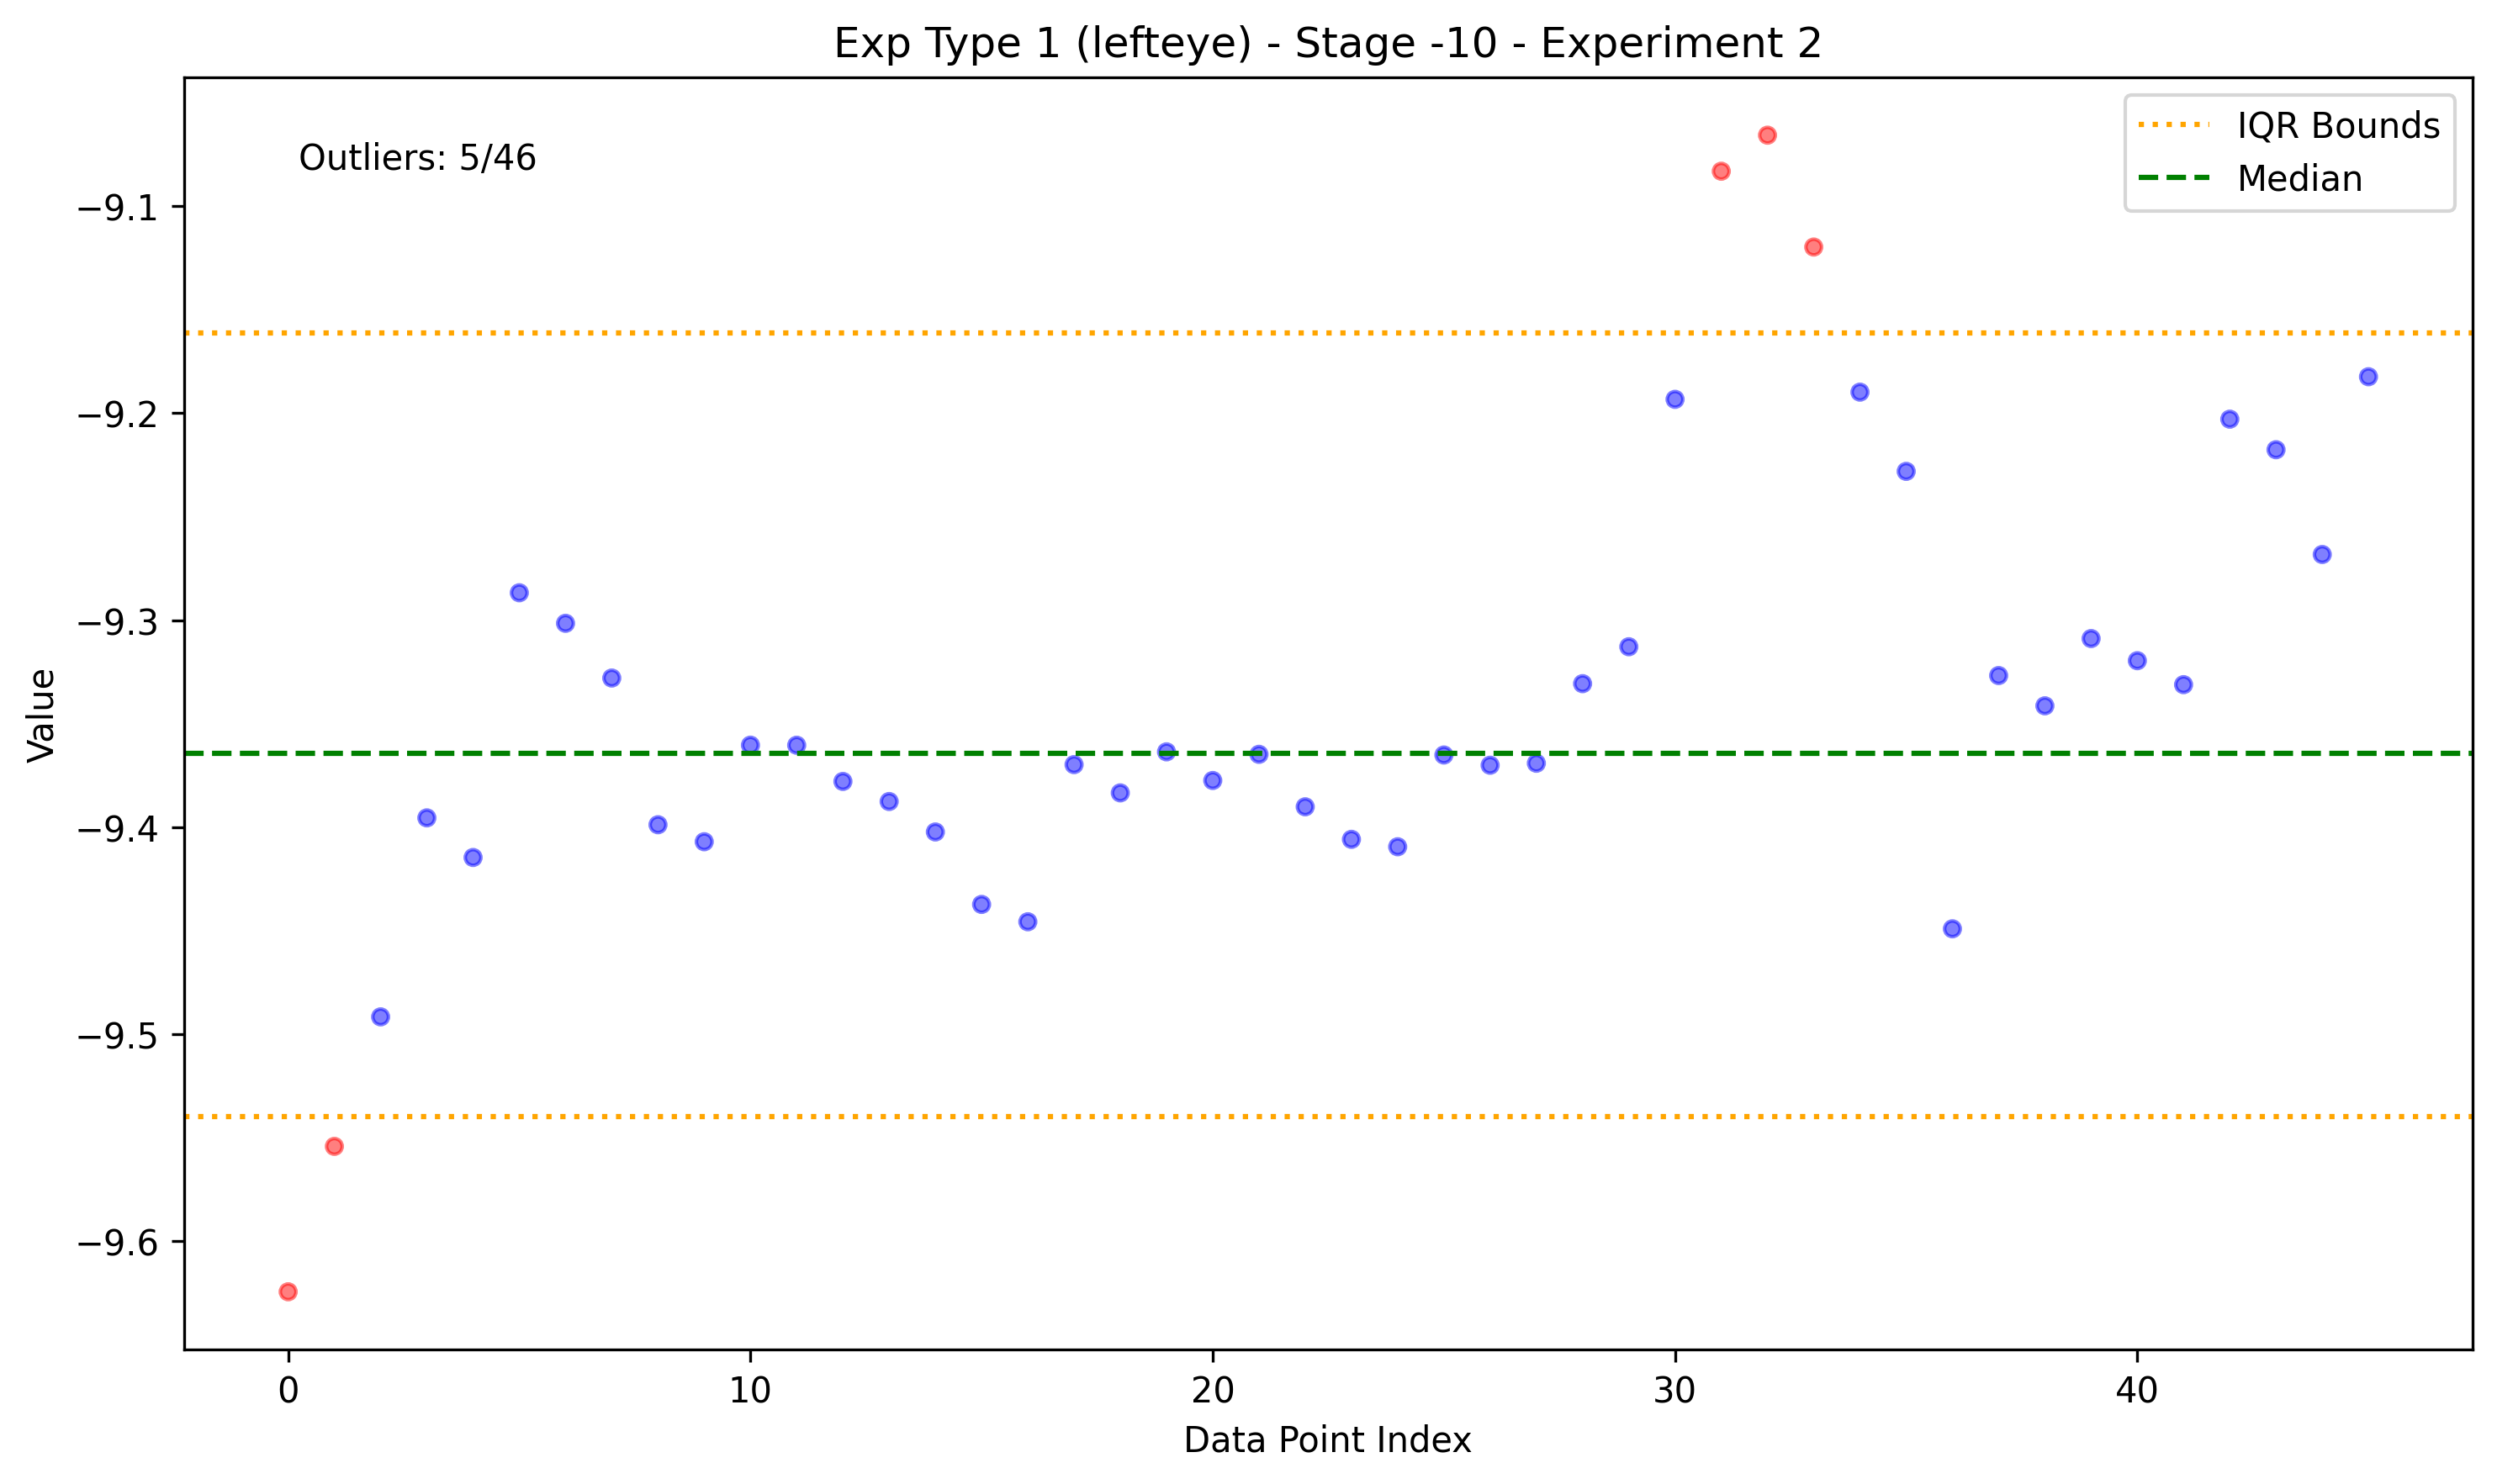 Exp Type 1 (lefteye) - Stage -10 - Experiment 2
Outliers: 5/46
IQR Bounds
Median
−9.1
−9.2
−9.3
−9.4
−9.5
−9.6
Value
0 10 20 30 40
Data Point Index